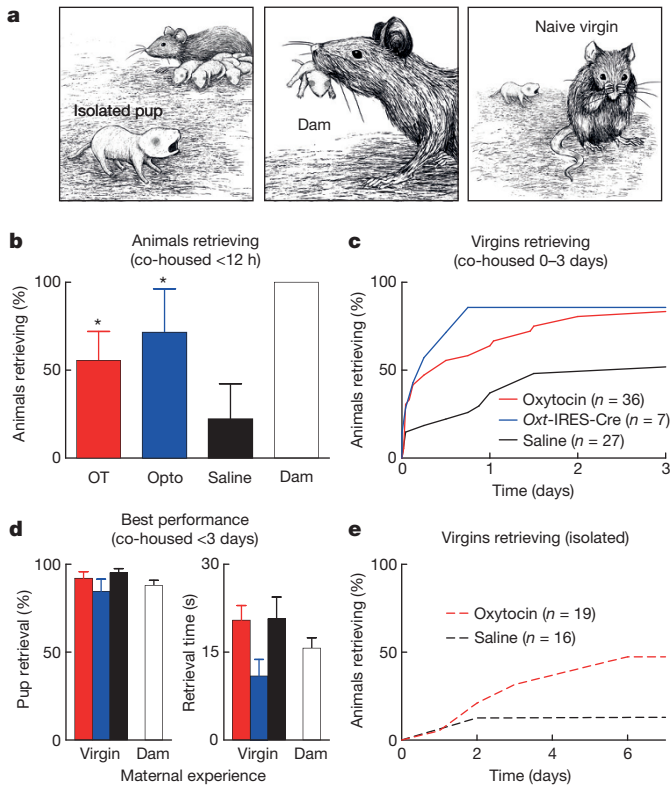 a
Isolated pup
Dam
Naive virgin
b
Animals retrieving
(co-housed <12 h)
Animals retrieving (%)
100
50
0
*
*
OT
Opto
Saline
Dam
c
Virgins retrieving
(co-housed 0–3 days)
Animals retrieving (%)
100
50
0
Oxytocin (n = 36)
Oxt-IRES-Cre (n = 7)
Saline (n = 27)
0
1
2
3
Time (days)
d
Best performance
(co-housed <3 days)
Pup retrieval (%)
100
50
0
Virgin
Dam
Retrieval time (s)
30
15
0
Virgin
Dam
Maternal experience
e
Virgins retrieving (isolated)
Animals retrieving (%)
100
50
0
Oxytocin (n = 19)
Saline (n = 16)
0
2
4
6
Time (days)